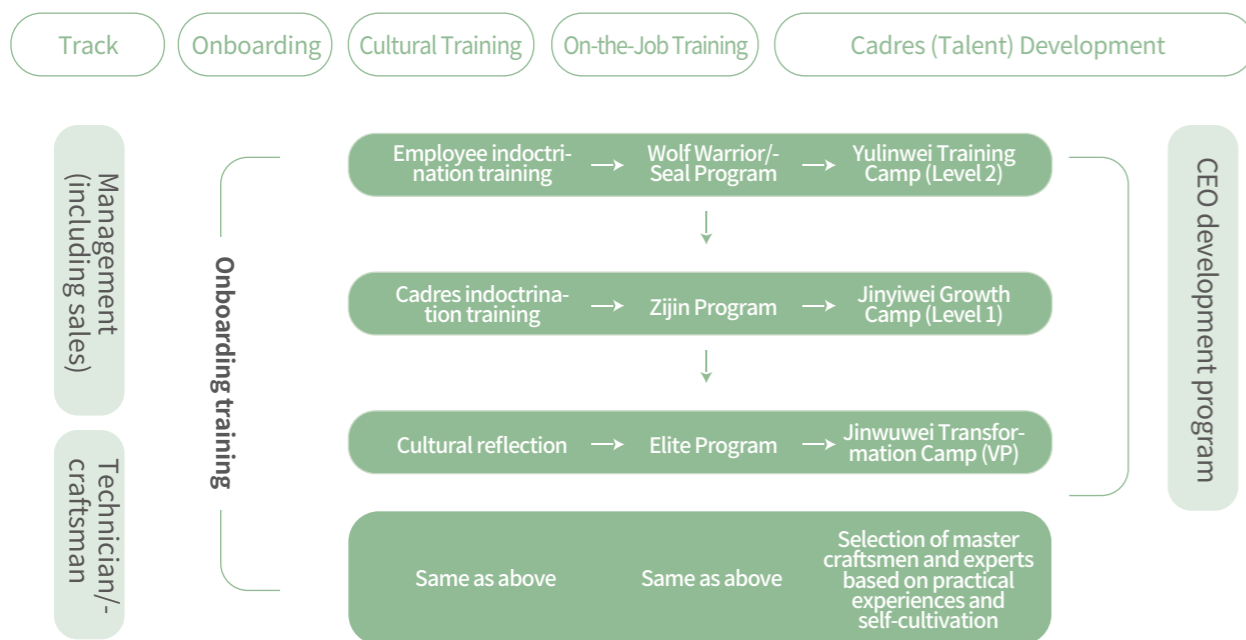 Track
Onboarding
Cultural Training
On-the-Job Training
Cadres (Talent) Development
Management
(including sales)
Technician/-
craftsman
Onboarding training
Employee indoctri-
nation training
Wolf Warrior/-
Seal Program
Yulinwei Training
Camp (Level 2)
Cadres indoctrina-
tion training
Zijin Program
Jinyiwei Growth
Camp (Level 1)
Cultural reflection
Elite Program
Jinwuwei Transfor-
mation Camp (VP)
Same as above
Same as above
Selection of master
craftsmen and experts
based on practical
experiences and
self-cultivation
CEO development program